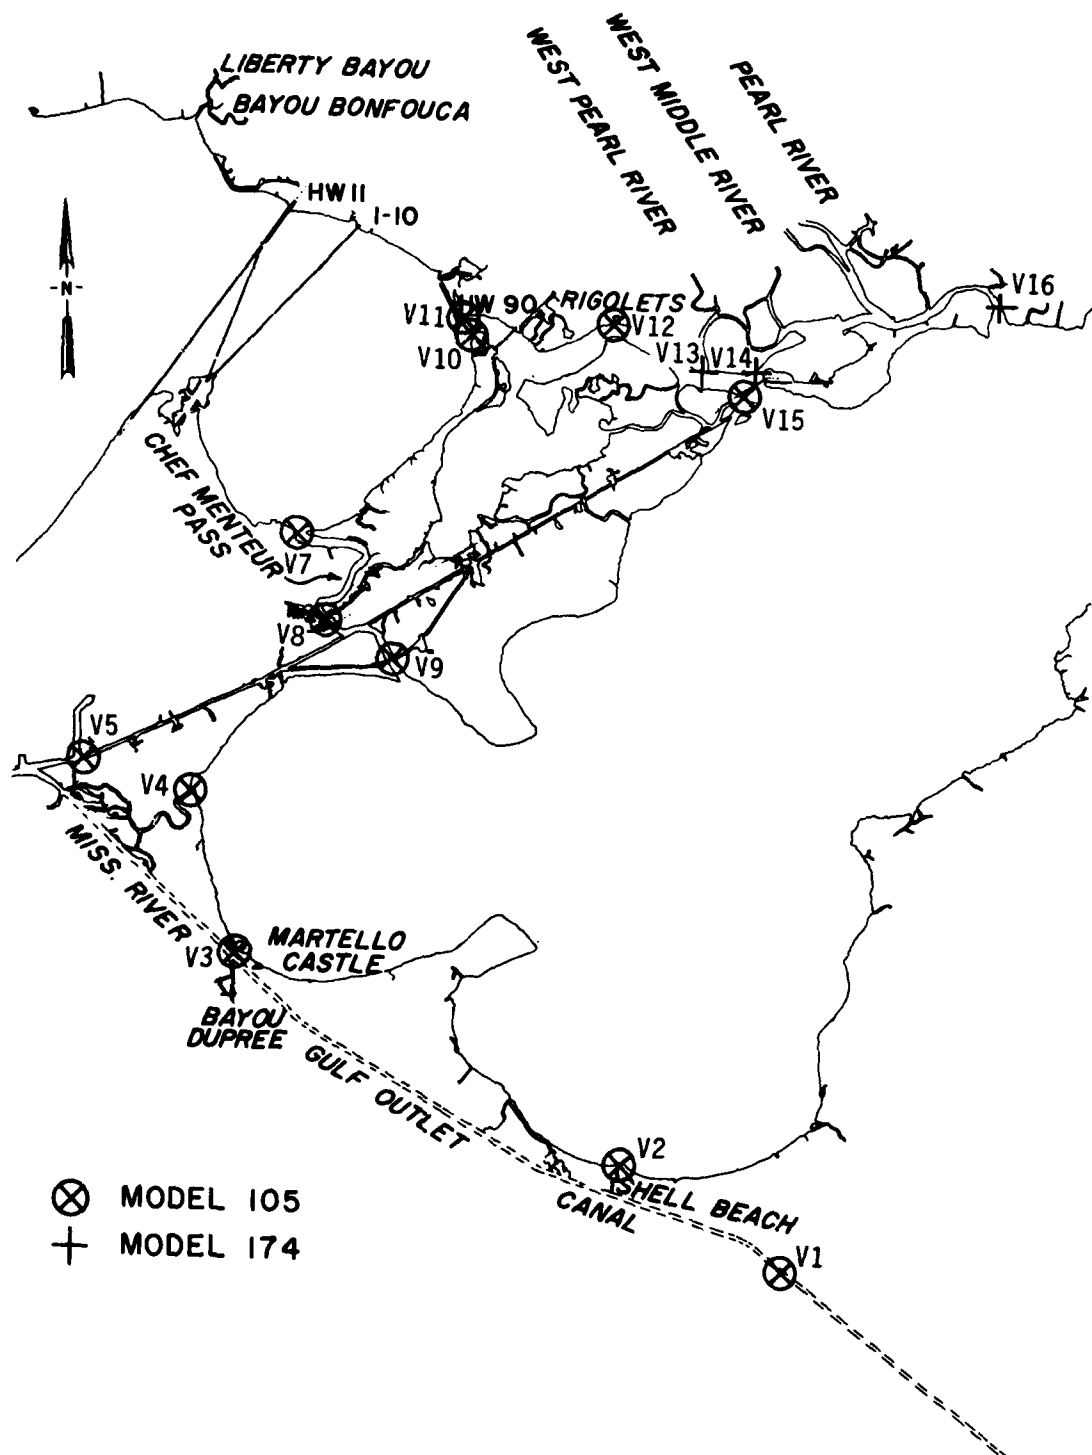 LIBERTY BAYOU
BAYOU BONFOUCA
WEST PEARL RIVER
WEST MIDDLE RIVER
PEARL RIVER
HW 11
I-10
-N-
V11
HW 90
RIGOLETS
V12
V16
V10
V13
V14
V15
CHEF MENTEUR
PASS
V7
V8
V9
V5
V4
MISS. RIVER
V3
MARTELLO
CASTLE
BAYOU
DUPREE
GULF OUTLET
V2
SHELL BEACH
CANAL
V1
MODEL 105
MODEL 174